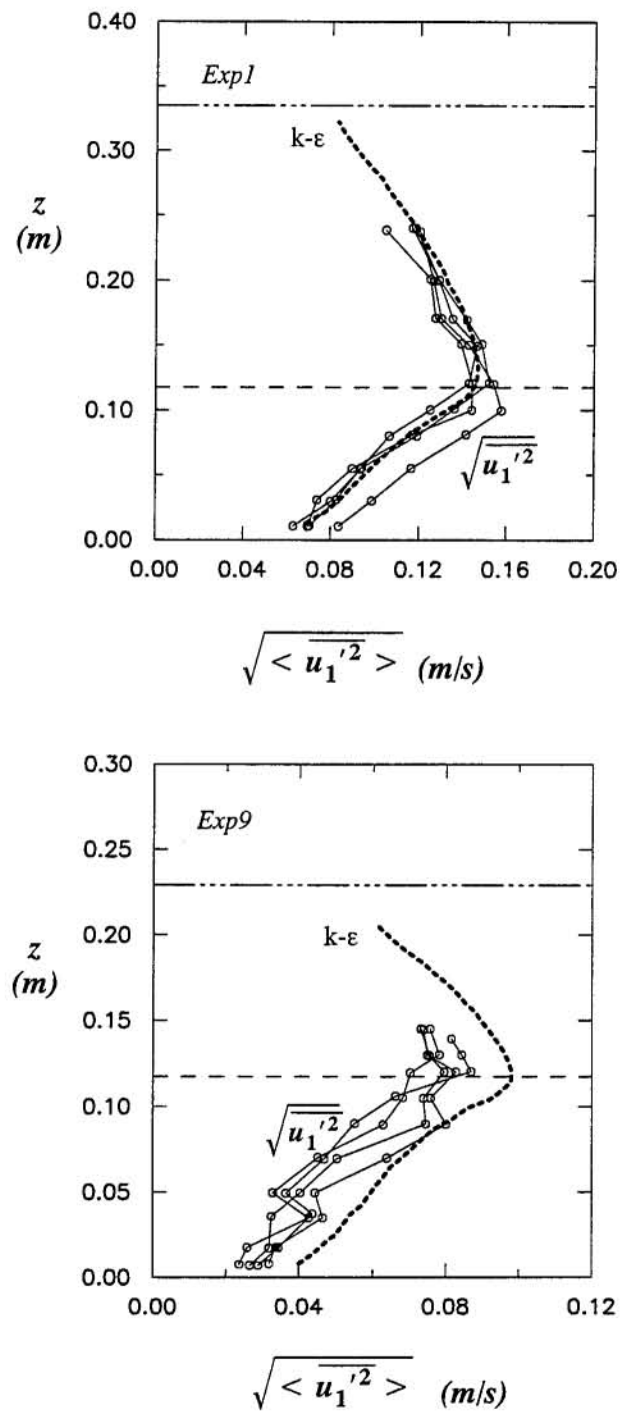 0.40
Exp1
0.30
k-ε
z
(m)
0.20
0.10
√u₁'²
0.00
0.00 0.04 0.08 0.12 0.16 0.20
√< u₁'² > (m/s)
0.30
Exp9
0.25
k-ε
0.20
z
(m)
0.15
0.10
√u₁'²
0.05
0.00
0.00 0.04 0.08 0.12
√< u₁'² > (m/s)